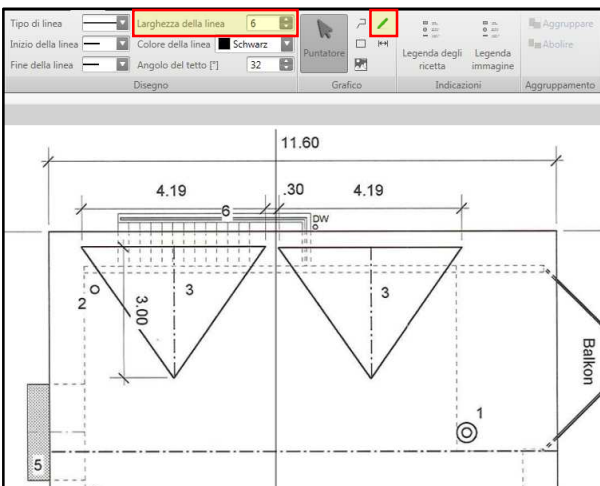 Tipo di linea
Larghezza della linea 6
Inizio della linea
Colore della linea Schwarz
Fine della linea
Angolo del tetto [°] 32
Disegno
Puntatore
Grafico
Legenda degli ricetta
Legenda immagine
Indicazioni
Aggruppare
Abolire
Aggruppamento
11.60
4.19 .30 4.19
6
DW
2
3
3
3.00
Balkon
1
5